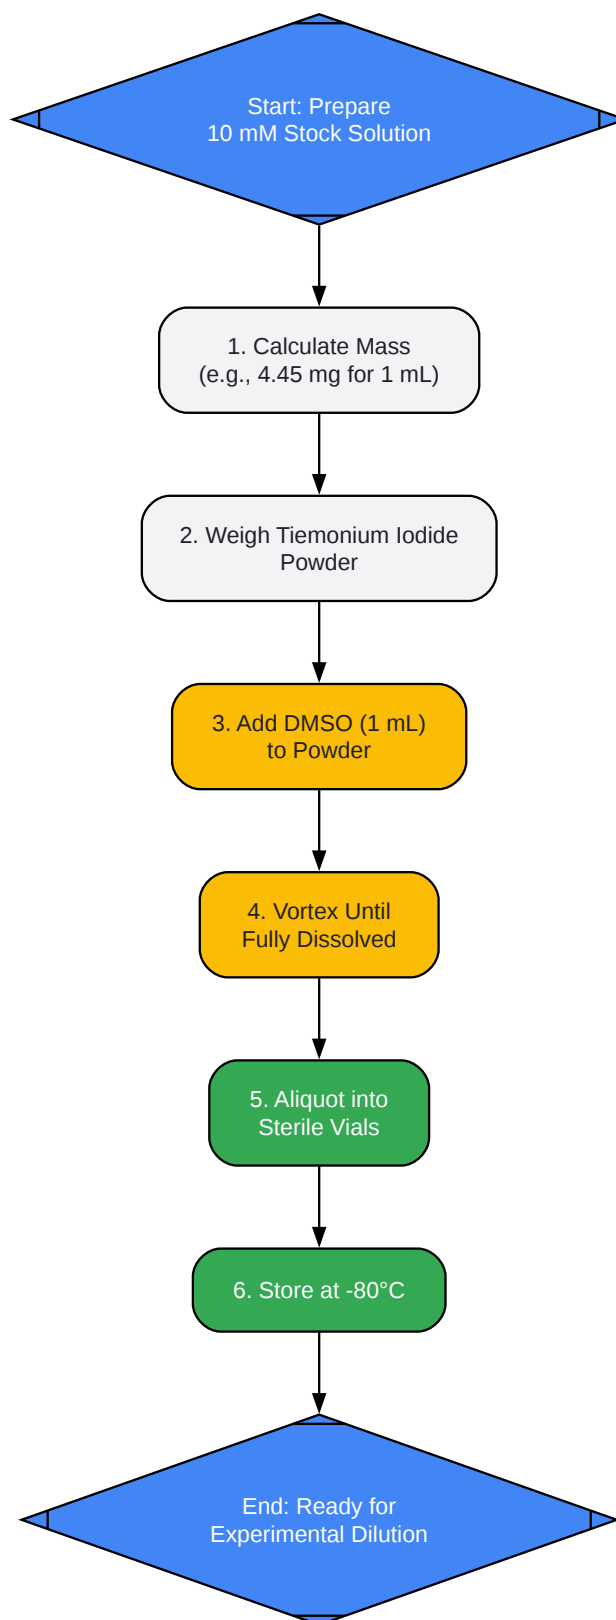 Start: Prepare
10 mM Stock Solution
1. Calculate Mass
(e.g., 4.45 mg for 1 mL)
2. Weigh Tiemonium Iodide
Powder
3. Add DMSO (1 mL)
to Powder
4. Vortex Until
Fully Dissolved
5. Aliquot into
Sterile Vials
6. Store at -80°C
End: Ready for
Experimental Dilution